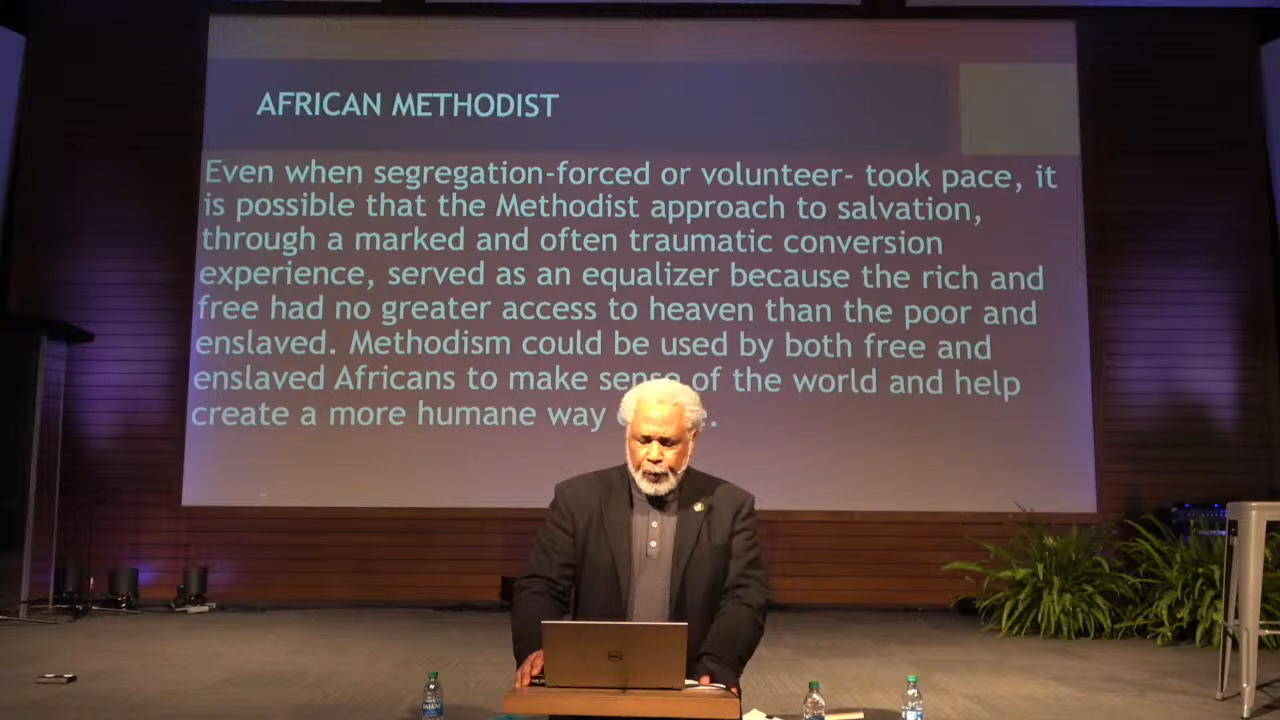 AFRICAN METHODIST
Even when segregation-forced or volunteer- took pace, it
is possible that the Methodist approach to salvation,
through a marked and often traumatic conversion
experience, served as an equalizer because the rich and
free had no greater access to heaven than the poor and
enslaved. Methodism could be used by both free and
enslaved Africans to make sense of the world and help
create a more humane way
DELL